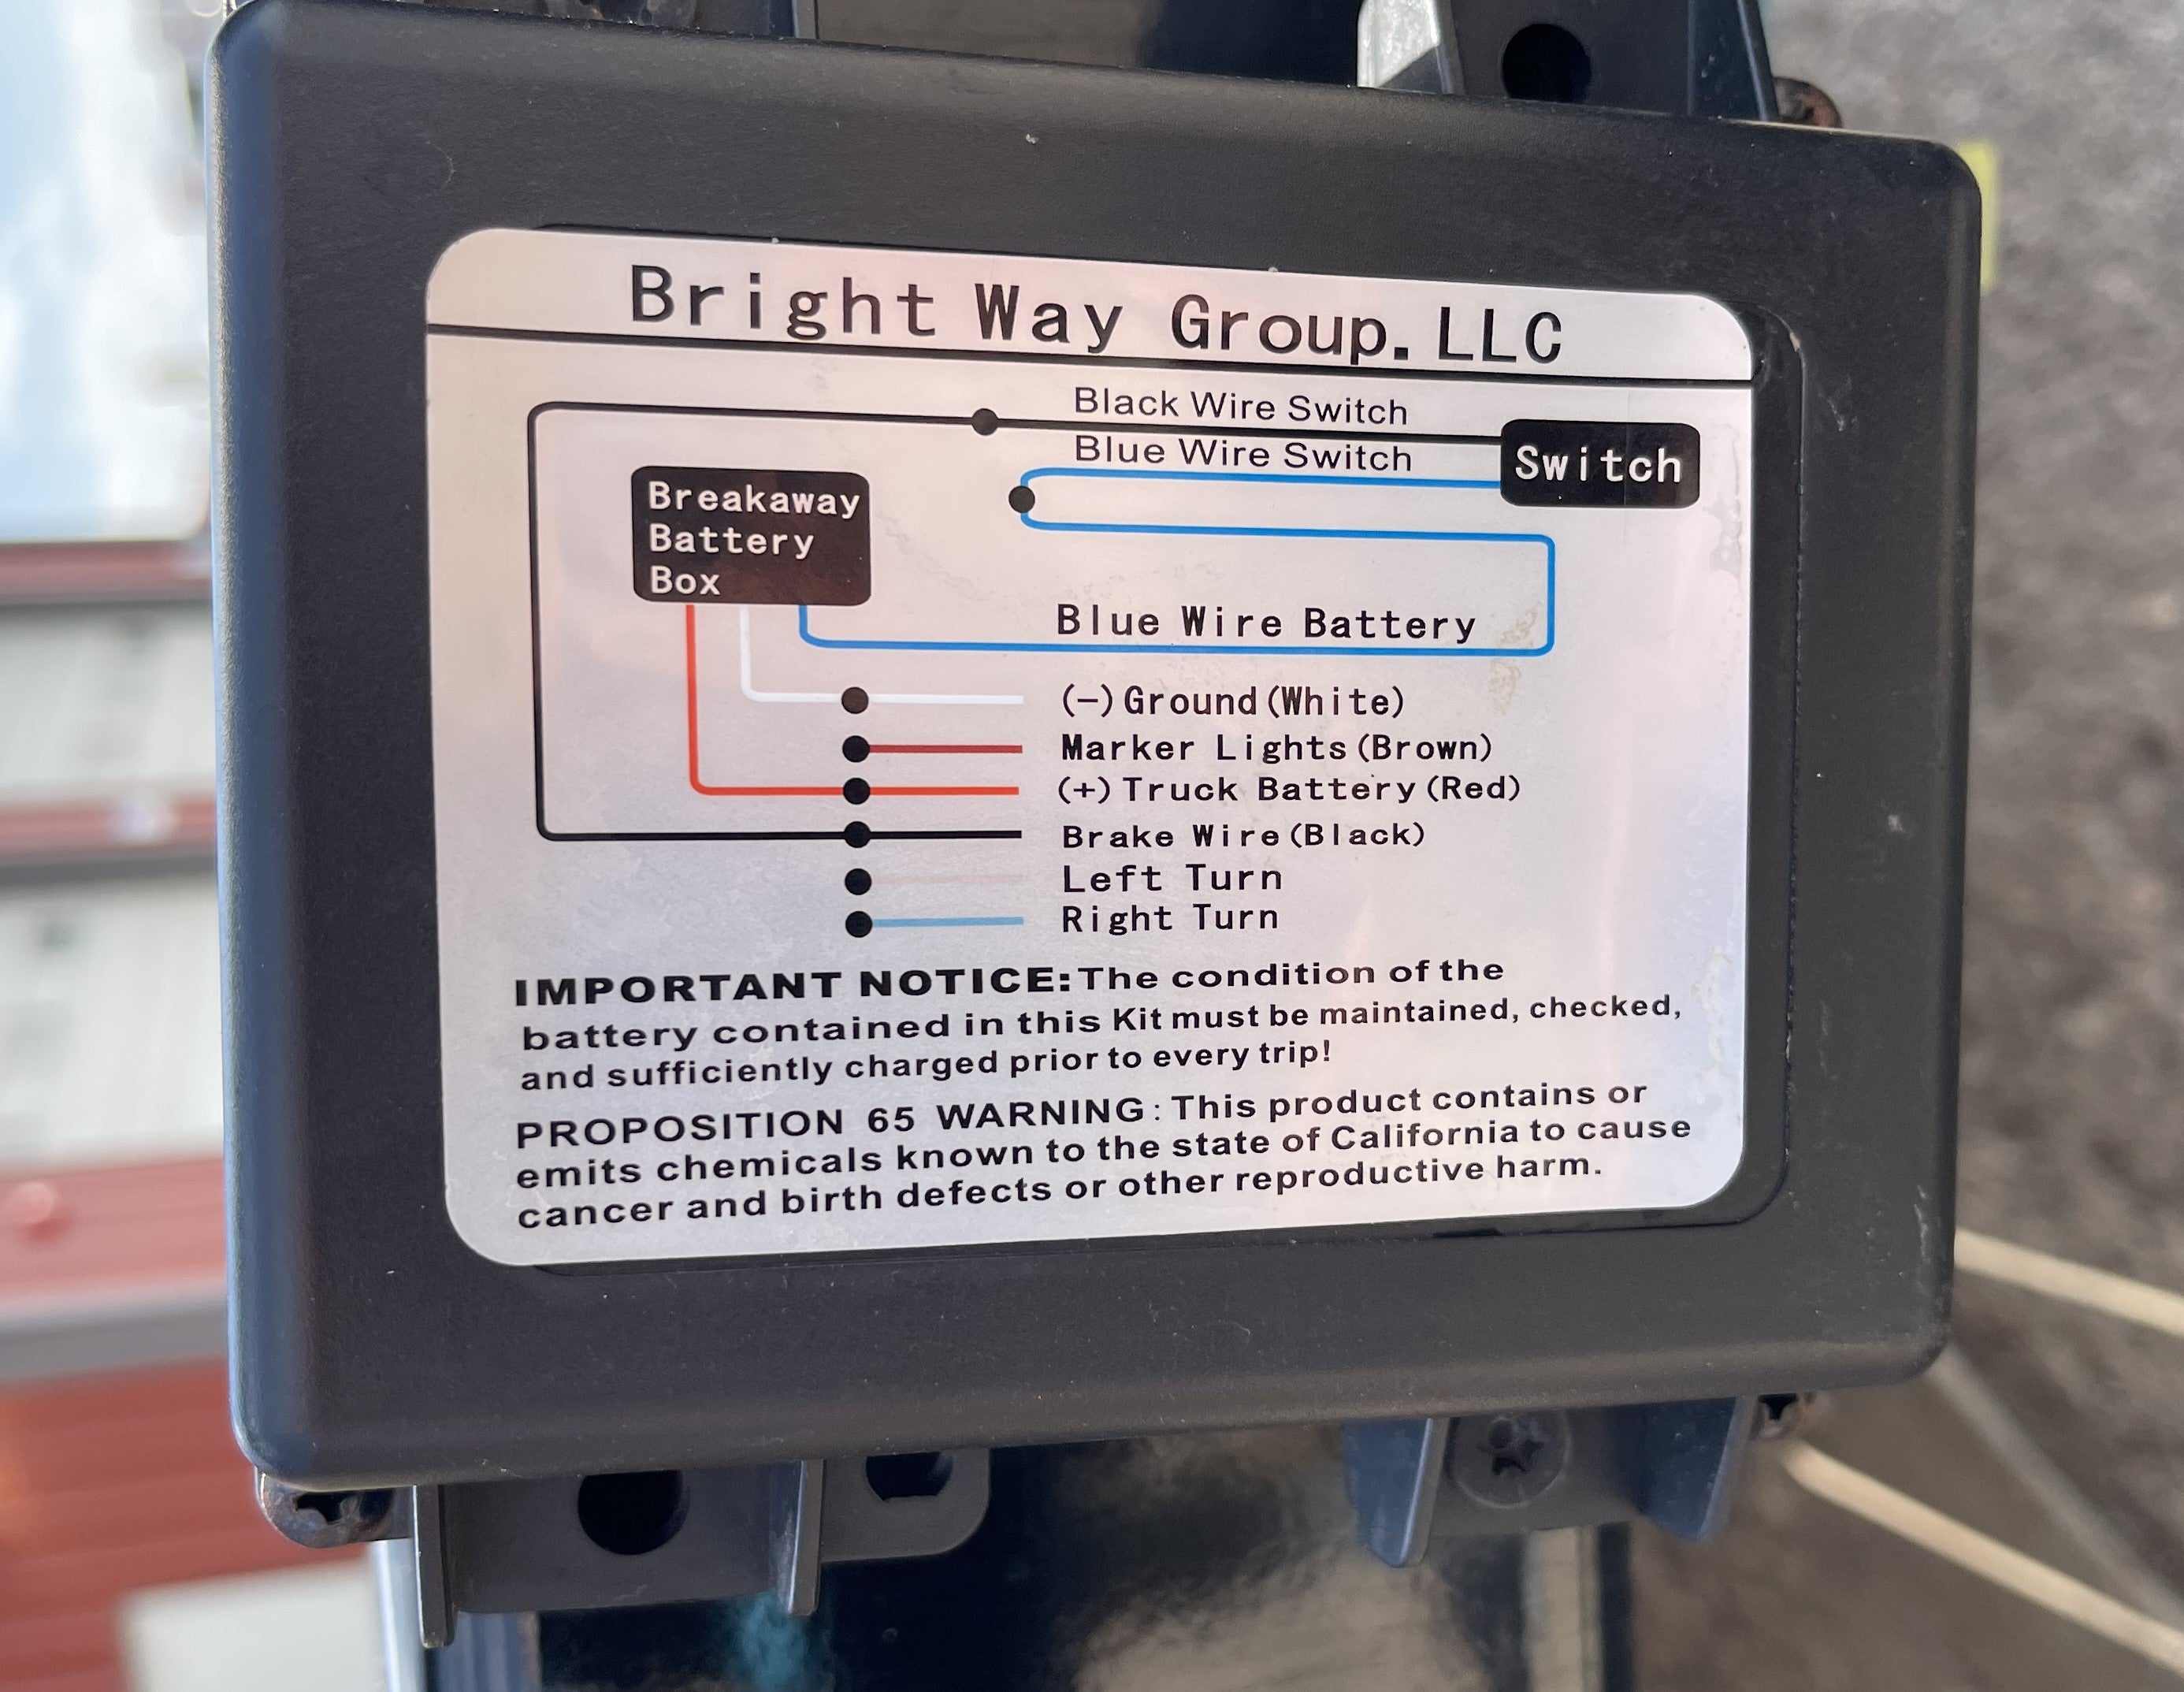 Bright Way Group. LLC
Black Wire Switch
Blue Wire Switch
Switch
Breakaway
Battery
Box
Blue Wire Battery
(-) Ground (White)
Marker Lights (Brown)
(+) Truck Battery (Red)
Brake Wire (Black)
Left Turn
Right Turn
IMPORTANT NOTICE: The condition of the
battery contained in this Kit must be maintained, checked,
and sufficiently charged prior to every trip!
PROPOSITION 65 WARNING: This product contains or
emits chemicals known to the state of California to cause
cancer and birth defects or other reproductive harm.